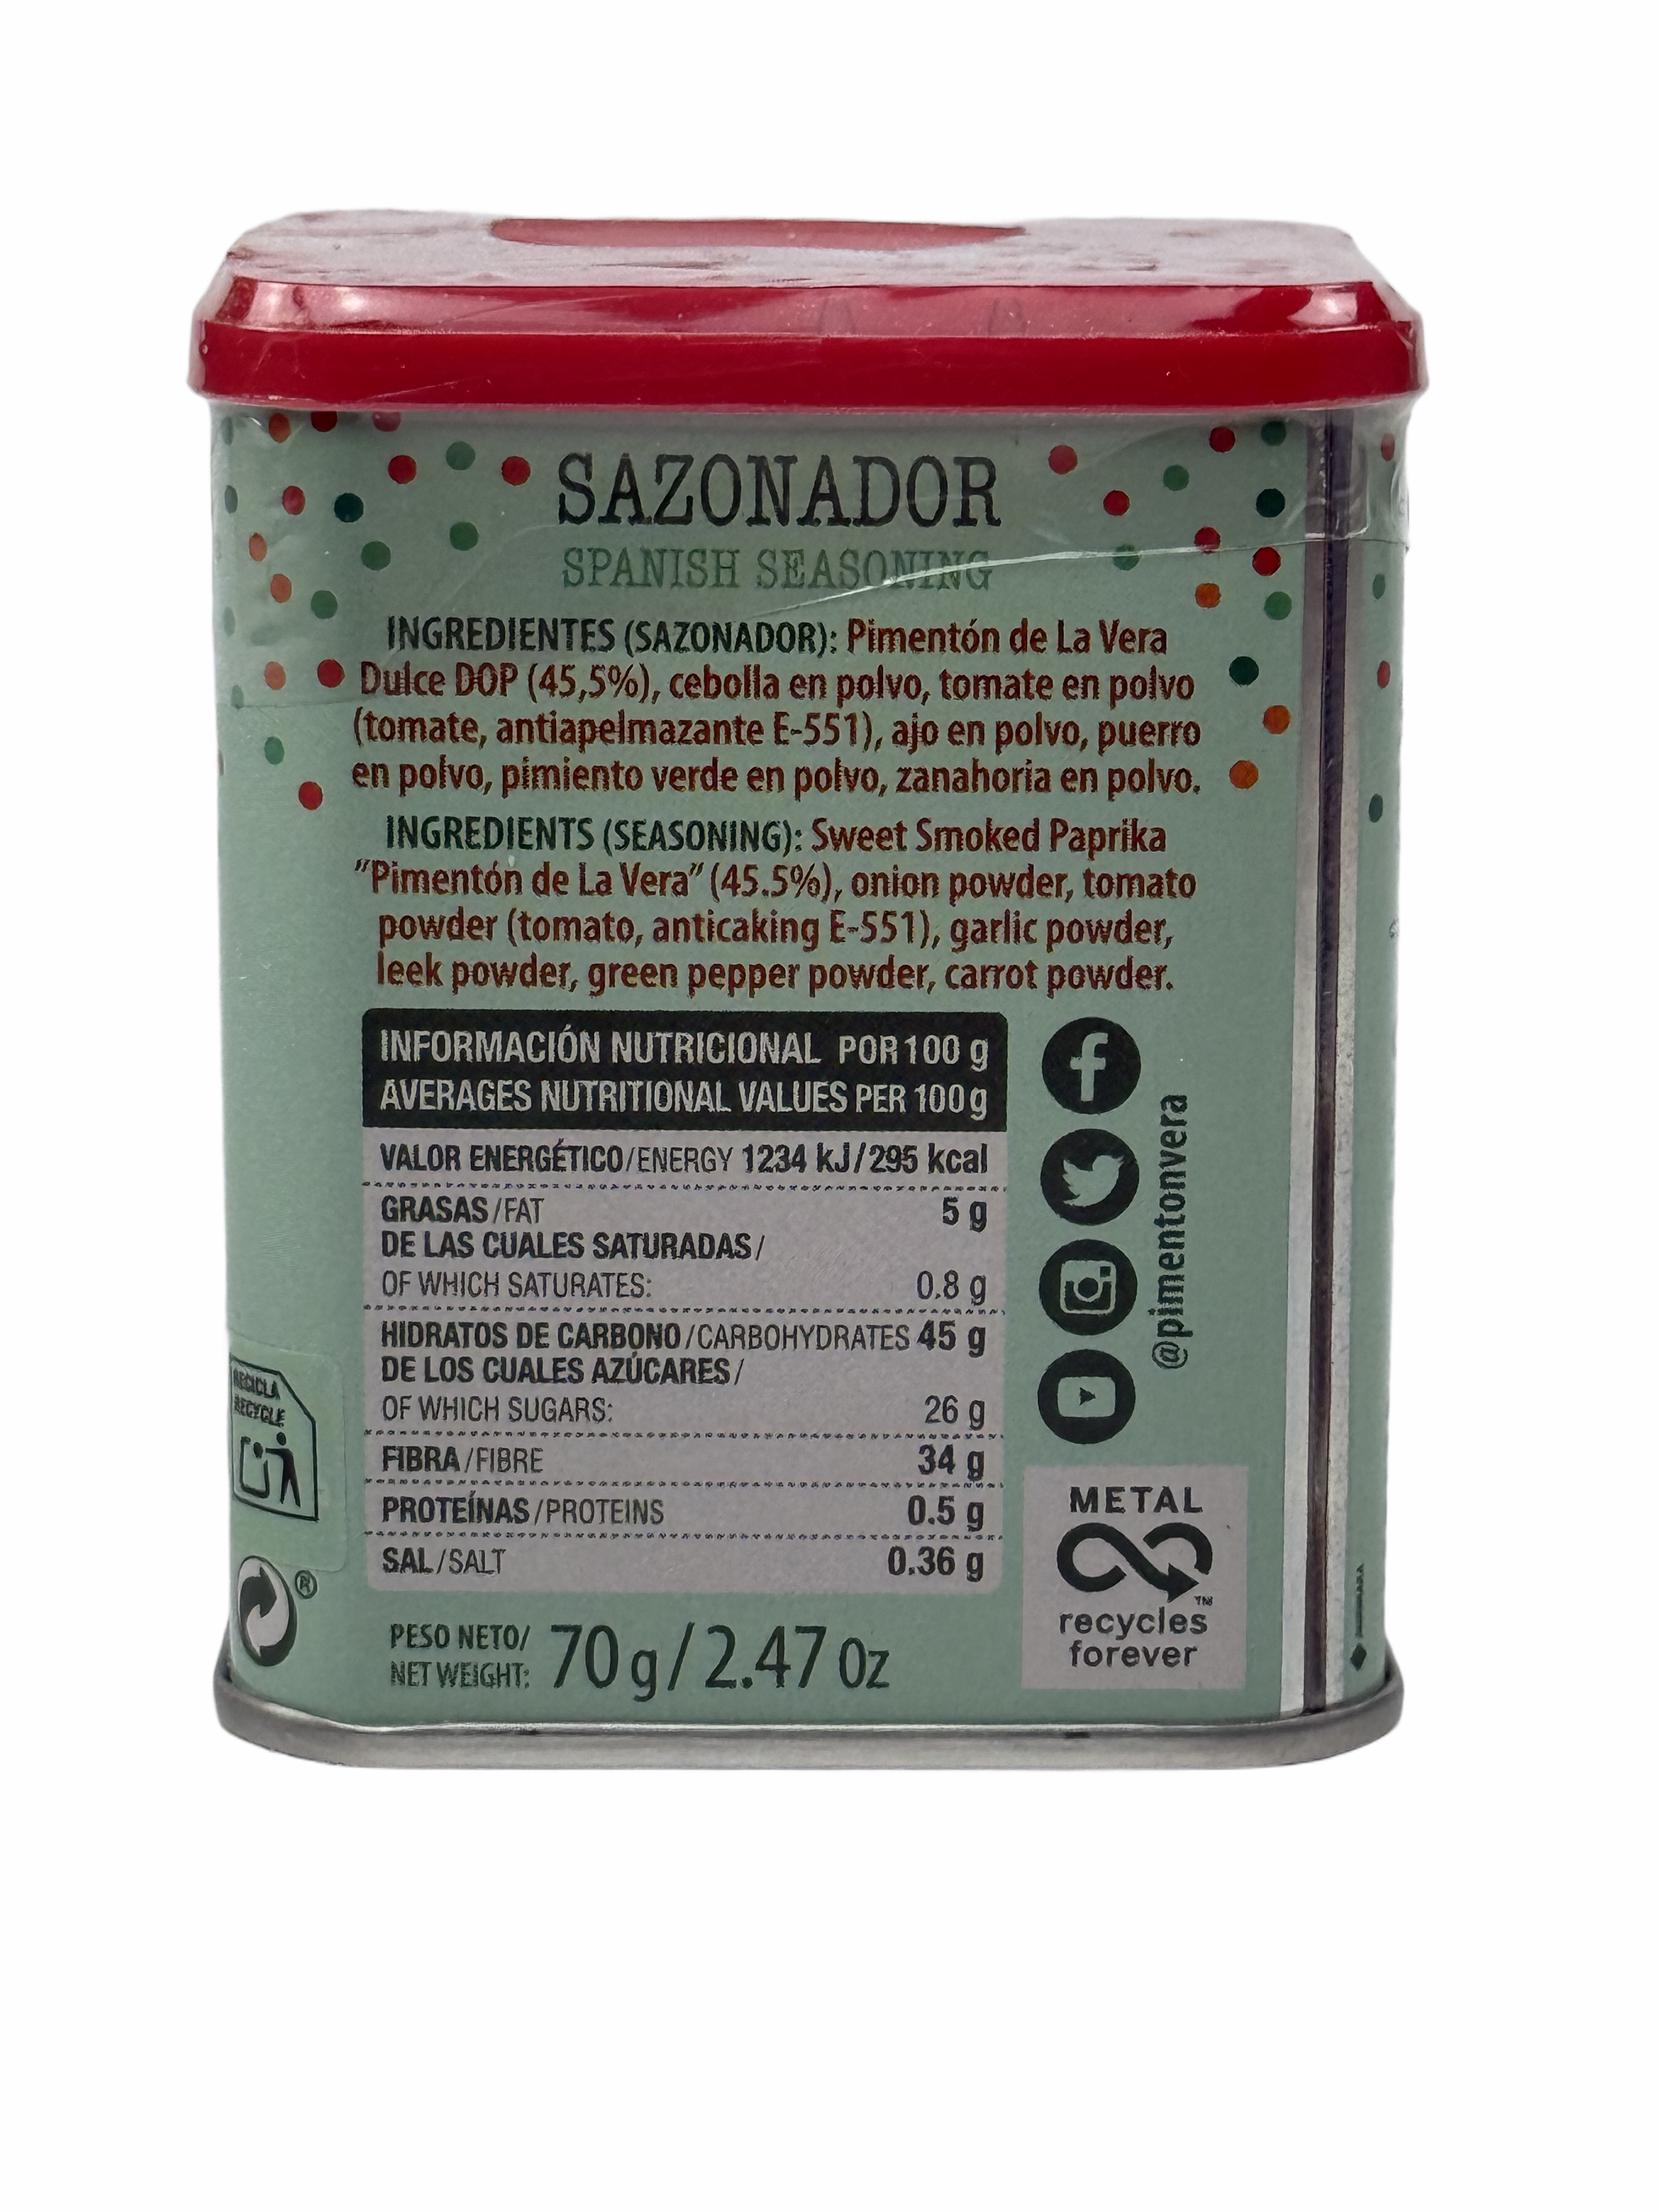 SAZONADOR
SPANISH SEASONING
INGREDIENTES (SAZONADOR): Pimentón de La Vera
Dulce DOP (45,5%), cebolla en polvo, tomate en polvo
(tomate, antiapelmazante E-551), ajo en polvo, puerro
en polvo, pimiento verde en polvo, zanahoria en polvo.
INGREDIENTS (SEASONING): Sweet Smoked Paprika
"Pimentón de La Vera" (45.5%), onion powder, tomato
powder (tomato, anticaking E-551), garlic powder,
leek powder, green pepper powder, carrot powder.
INFORMACIÓN NUTRICIONAL POR 100 g
AVERAGES NUTRITIONAL VALUES PER 100 g
VALOR ENERGÉTICO/ENERGY 1234 kJ/295 kcal
GRASAS/FAT 5 g
DE LAS CUALES SATURADAS/
OF WHICH SATURATES: 0.8 g
HIDRATOS DE CARBONO/CARBOHYDRATES 45 g
DE LOS CUALES AZÚCARES/
OF WHICH SUGARS: 26 g
FIBRA/FIBRE 34 g
PROTEÍNAS/PROTEINS 0.5 g
SAL/SALT 0.36 g
@pimentonvera
RECICLA
RECYCLE
®
METAL
TM
recycles
forever
PESO NETO/
NET WEIGHT: 70 g/2.47 Oz